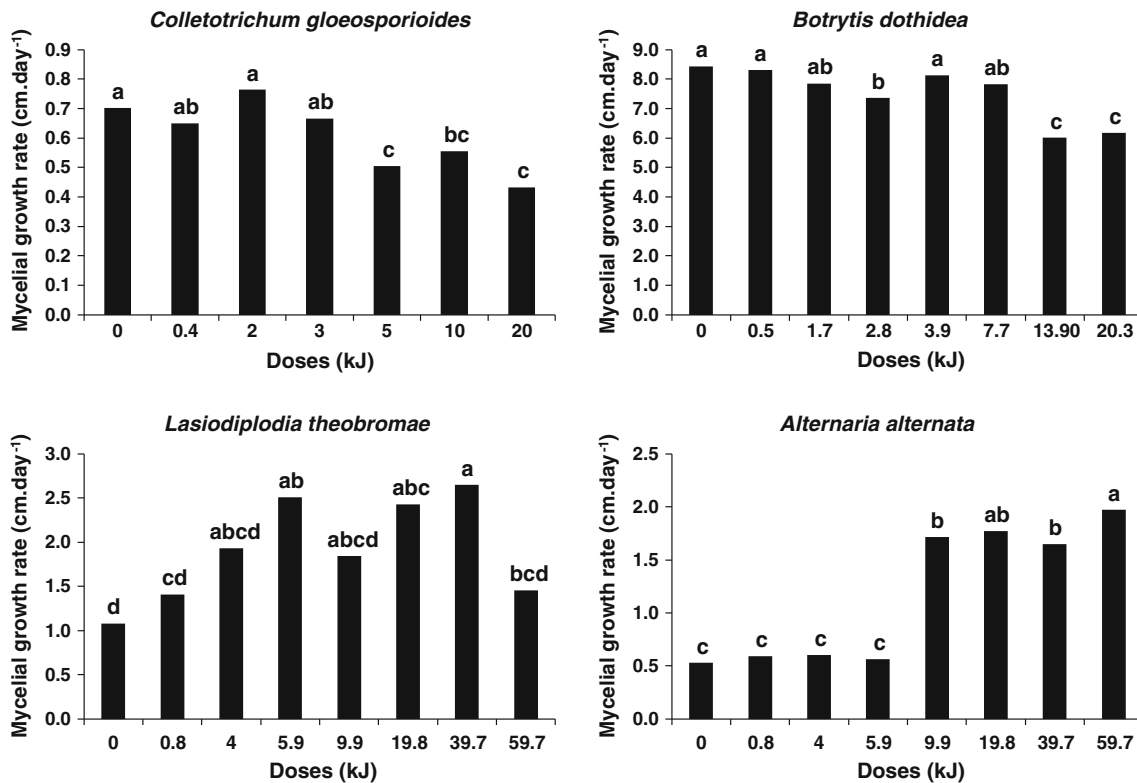 Colletotrichum gloeosporioides
Mycelial growth rate (cm.day⁻¹)
0.9
0.8
0.7
0.6
0.5
0.4
0.3
0.2
0.1
0.0
a ab a ab c bc c
0 0.4 2 3 5 10 20
Doses (kJ)
Botrytis dothidea
Mycelial growth rate (cm.day⁻¹)
9.0
8.0
7.0
6.0
5.0
4.0
3.0
2.0
1.0
0.0
a a ab b a ab c c
0 0.5 1.7 2.8 3.9 7.7 13.90 20.3
Doses (kJ)
Lasiodiplodia theobromae
Mycelial growth rate (cm.day⁻¹)
3.0
2.5
2.0
1.5
1.0
0.5
0.0
d cd abcd ab abcd abc a bcd
0 0.8 4 5.9 9.9 19.8 39.7 59.7
Doses (kJ)
Alternaria alternata
Mycelial growth rate (cm.day⁻¹)
2.5
2.0
1.5
1.0
0.5
0.0
c c c c b ab b a
0 0.8 4 5.9 9.9 19.8 39.7 59.7
Doses (kJ)